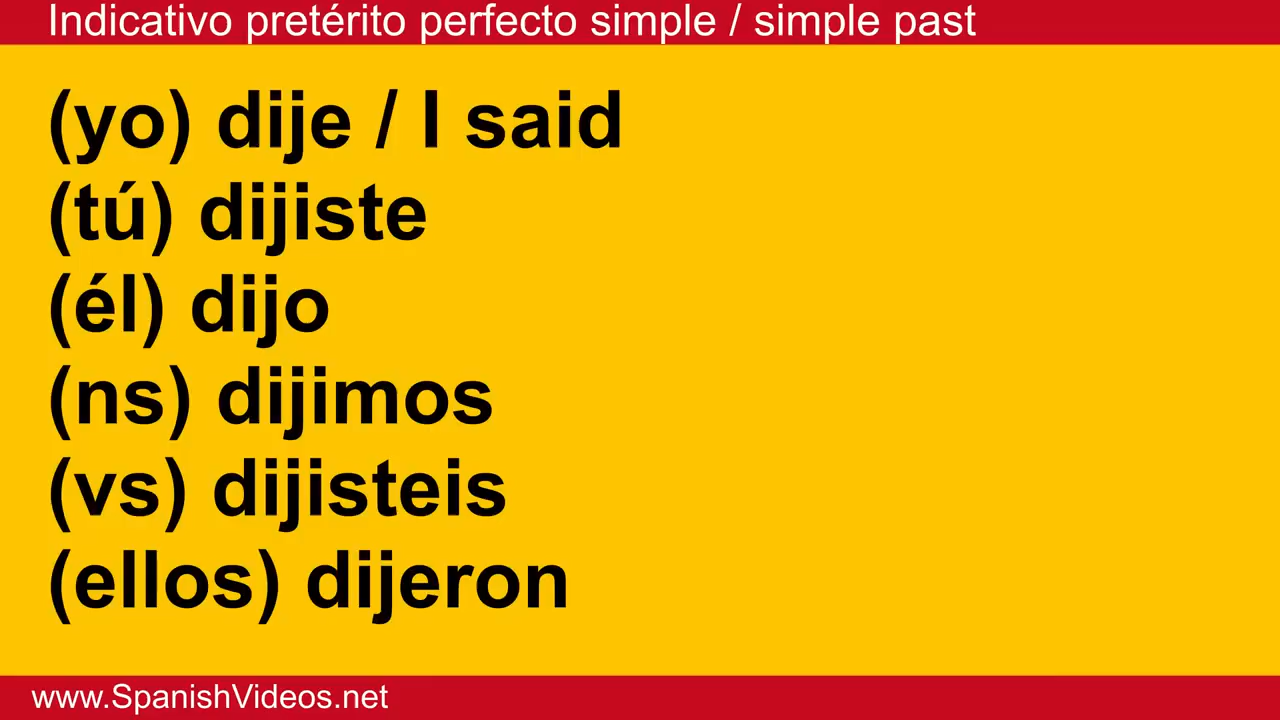 Indicativo pretérito perfecto simple / simple past
(yo) dije / I said
(tú) dijiste
(él) dijo
(ns) dijimos
(vs) dijisteis
(ellos) dijeron
www.SpanishVideos.net